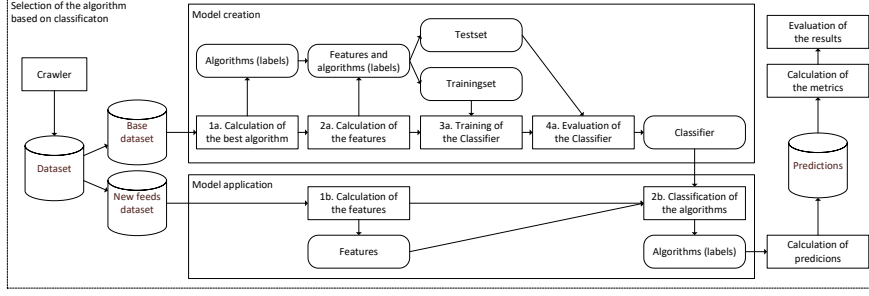 Selection of the algorithm
based on classificaton
Model creation
Algorithms (labels)
Features and
algorithms (labels)
Testset
Trainingset
Evaluation of
the results
Crawler
Calculation of
the metrics
Base
dataset
1a. Calculation of
the best algorithm
2a. Calculation of
the features
3a. Training of
the Classifier
4a. Evaluation of
the Classifier
Classifier
Dataset
Predictions
New feeds
dataset
Model application
1b. Calculation of
the features
2b. Classification of
the algorithms
Features
Algorithms (labels)
Calculation of
predicions